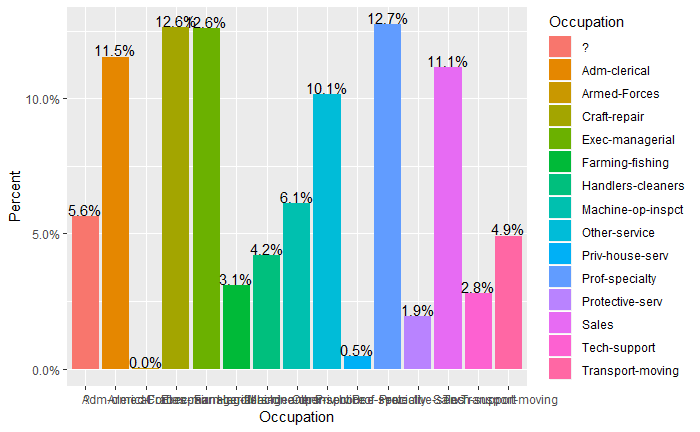 12.6%
12.6%
12.7%
11.5%
11.1%
10.1%
5.6%
0.0%
3.1%
4.2%
6.1%
0.5%
1.9%
2.8%
4.9%
10.0%
5.0%
0.0%
Percent
Occupation
Occupation
?
Adm-clerical
Armed-Forces
Craft-repair
Exec-managerial
Farming-fishing
Handlers-cleaners
Machine-op-inspct
Other-service
Priv-house-serv
Prof-specialty
Protective-serv
Sales
Tech-support
Transport-moving